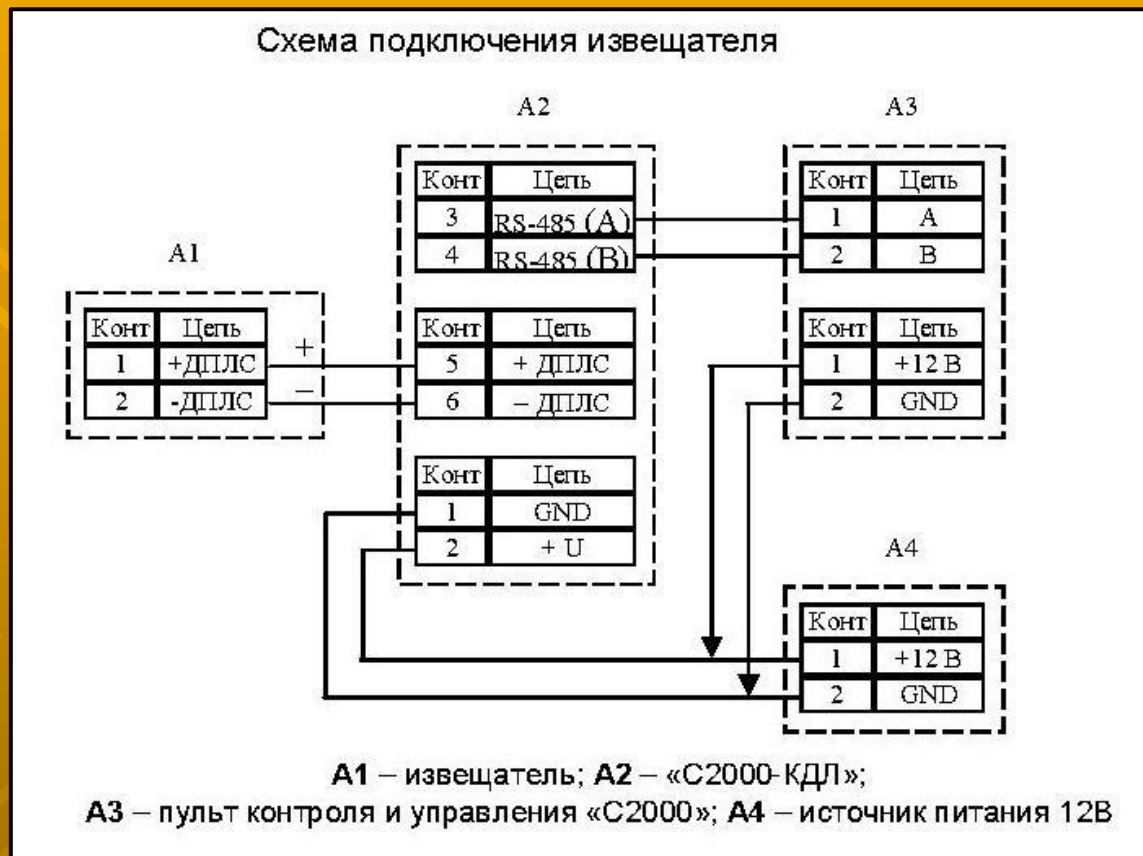 Схема подключения извещателя
А2
А3
Конт Цепь
3 RS-485 (A)
4 RS-485 (B)
Конт Цепь
1 А
2 В
А1
Конт Цепь
1 +ДПЛС +
2 -ДПЛС –
Конт Цепь
5 + ДПЛС
6 – ДПЛС
Конт Цепь
1 +12 В
2 GND
Конт Цепь
1 GND
2 + U
А4
Конт Цепь
1 +12 В
2 GND
А1 – извещатель; А2 – «С2000-КДЛ»;
А3 – пульт контроля и управления «С2000»; А4 – источник питания 12В